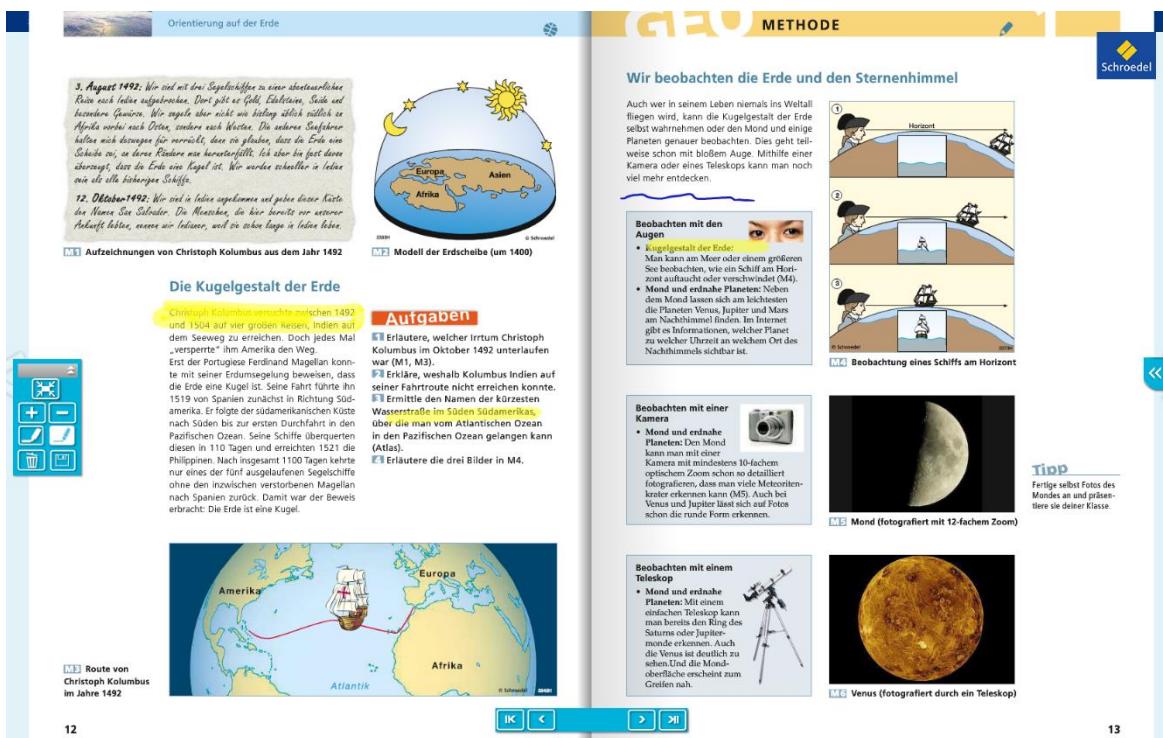 Orientierung auf der Erde
3. August 1492: Wir sind mit drei Segelschiffen zu einer abenteuerlichen
Reise nach Indien aufgebrochen. Dort gibt es Gold, Edelsteine, Seide und
besondere Gewürze. Wir segeln aber nicht wie bislang üblich südlich an
Afrika vorbei nach Osten, sondern nach Westen. Die anderen Seefahrer
halten mich deswegen für verrückt, denn sie glauben, dass die Erde eine
Scheibe sei, an deren Rändern man herunterfällt. Ich aber bin fest davon
überzeugt, dass die Erde eine Kugel ist. Wir werden schneller in Indien
sein als alle bisherigen Schiffe.
12. Oktober 1492: Wir sind in Indien angekommen und gaben dieser Küste
den Namen San Salvador. Die Menschen, die hier bereits vor unserer
Ankunft lebten, nennen wir Indianer, weil sie schon lange in Indien leben.
M1 Aufzeichnungen von Christoph Kolumbus aus dem Jahr 1492
Europa
Asien
Afrika
© Schroedel
M2 Modell der Erdscheibe (um 1400)
Die Kugelgestalt der Erde
Christoph Kolumbus versuchte zwischen 1492
und 1504 auf vier großen Reisen, Indien auf
dem Seeweg zu erreichen. Doch jedes Mal
„versperrte" ihm Amerika den Weg.
Erst der Portugiese Ferdinand Magellan konn-
te mit seiner Erdumsegelung beweisen, dass
die Erde eine Kugel ist. Seine Fahrt führte ihn
1519 von Spanien zunächst in Richtung Süd-
amerika. Er folgte der südamerikanischen Küste
nach Süden bis zur ersten Durchfahrt in den
Pazifischen Ozean. Seine Schiffe überquerten
diesen in 110 Tagen und erreichten 1521 die
Philippinen. Nach insgesamt 1100 Tagen kehrte
nur eines der fünf ausgelaufenen Segelschiffe
ohne den inzwischen verstorbenen Magellan
nach Spanien zurück. Damit war der Beweis
erbracht: Die Erde ist eine Kugel.
Aufgaben
1 Erläutere, welcher Irrtum Christoph
Kolumbus im Oktober 1492 unterlaufen
war (M1, M3).
2 Erkläre, weshalb Kolumbus Indien auf
seiner Fahrtroute nicht erreichen konnte.
3 Ermittle den Namen der kürzesten
Wasserstraße im Süden Südamerikas,
über die man vom Atlantischen Ozean
in den Pazifischen Ozean gelangen kann
(Atlas).
4 Erläutere die drei Bilder in M4.
Amerika
Europa
Afrika
Atlantik
© Schroedel
M3 Route von
Christoph Kolumbus
im Jahre 1492
12
GEO
METHODE
1
Schroedel
Wir beobachten die Erde und den Sternenhimmel
Auch wer in seinem Leben niemals ins Weltall
fliegen wird, kann die Kugelgestalt der Erde
selbst wahrnehmen oder den Mond und einige
Planeten genauer beobachten. Dies geht teil-
weise schon mit bloßem Auge. Mithilfe einer
Kamera oder eines Teleskops kann man noch
viel mehr entdecken.
Beobachten mit den
Augen
• Kugelgestalt der Erde:
Man kann am Meer oder einem größeren
See beobachten, wie ein Schiff am Hori-
zont auftaucht oder verschwindet (M4).
• Mond und erdnahe Planeten: Neben
dem Mond lassen sich am leichtesten
die Planeten Venus, Jupiter und Mars
am Nachthimmel finden. Im Internet
gibt es Informationen, welcher Planet
zu welcher Uhrzeit an welchem Ort des
Nachthimmels sichtbar ist.
1
Horizont
2
3
© Schroedel
M4 Beobachtung eines Schiffs am Horizont
Beobachten mit einer
Kamera
• Mond und erdnahe
Planeten: Den Mond
kann man mit einer
Kamera mit mindestens 10-fachem
optischem Zoom schon so detailliert
fotografieren, dass man viele Meteoriten-
krater erkennen kann (M5). Auch bei
Venus und Jupiter lässt sich auf Fotos
schon die runde Form erkennen.
M5 Mond (fotografiert mit 12-fachem Zoom)
Tipp
Fertige selbst Fotos des
Mondes an und präsen-
tiere sie deiner Klasse.
Beobachten mit einem
Teleskop
• Mond und erdnahe
Planeten: Mit einem
einfachen Teleskop kann
man bereits den Ring des
Saturns oder Jupiter-
monde erkennen. Auch
die Venus ist deutlich zu
sehen.Und die Mond-
oberfläche erscheint zum
Greifen nah.
M6 Venus (fotografiert durch ein Teleskop)
13